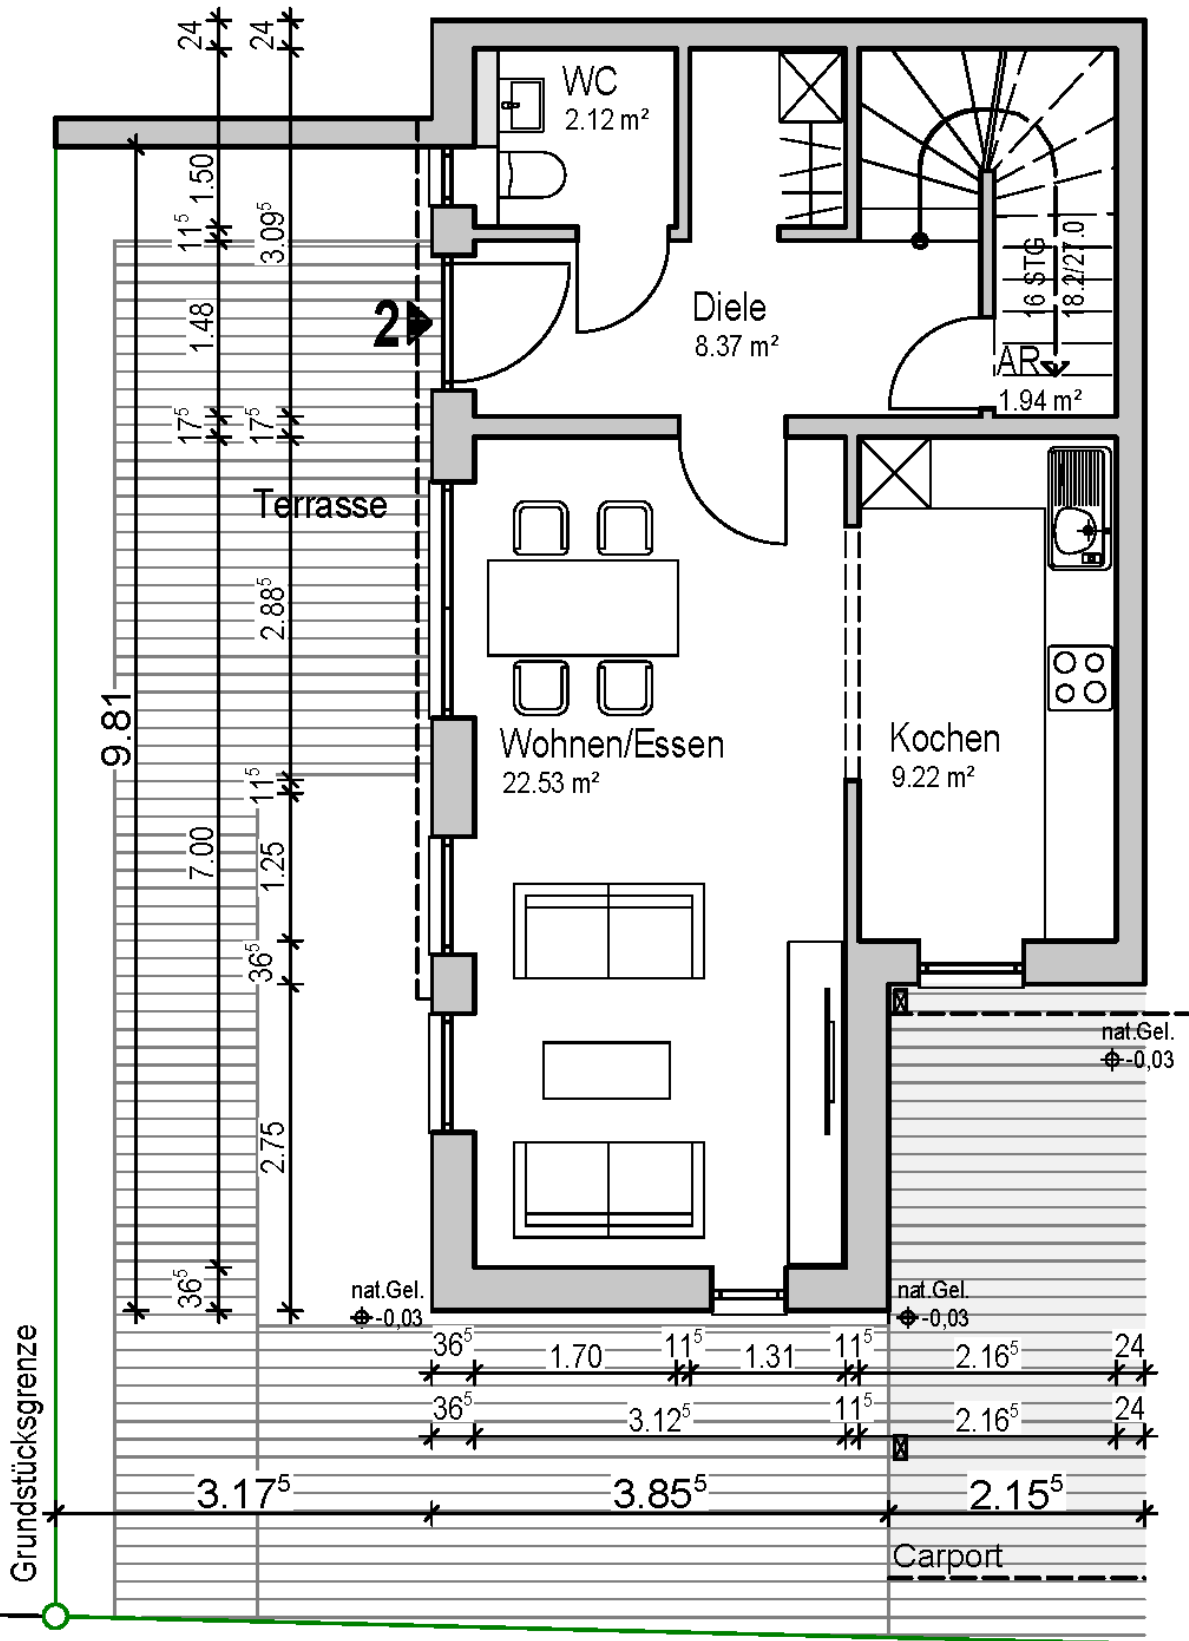 24
24
WC
2.12 m²
1.50
11⁵
3.09⁵
16 STG
18.2/27.0
2
1.48
Diele
8.37 m²
AR
1.94 m²
17⁵
17⁵
Terrasse
2.88⁵
9.81
Wohnen/Essen
22.53 m²
Kochen
9.22 m²
11⁵
7.00
1.25
36⁵
nat.Gel.
-0,03
2.75
36⁵
nat.Gel.
-0,03
nat.Gel.
-0,03
Grundstücksgrenze
36⁵
1.70
11⁵
1.31
11⁵
2.16⁵
24
36⁵
3.12⁵
11⁵
2.16⁵
24
3.17⁵
3.85⁵
2.15⁵
Carport